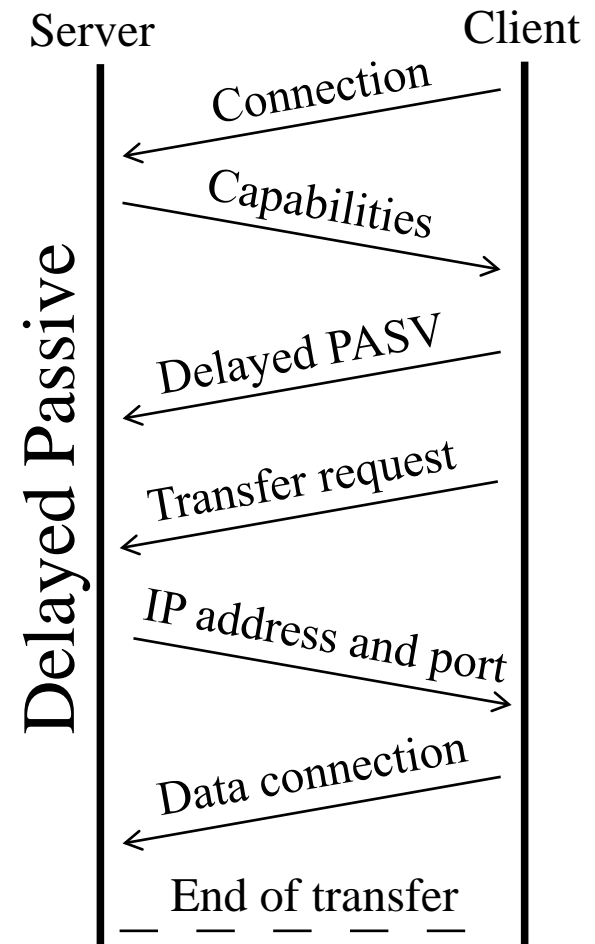 Server
Client
Connection
Capabilities
Delayed Passive
Delayed PASV
Transfer request
IP address and port
Data connection
End of transfer